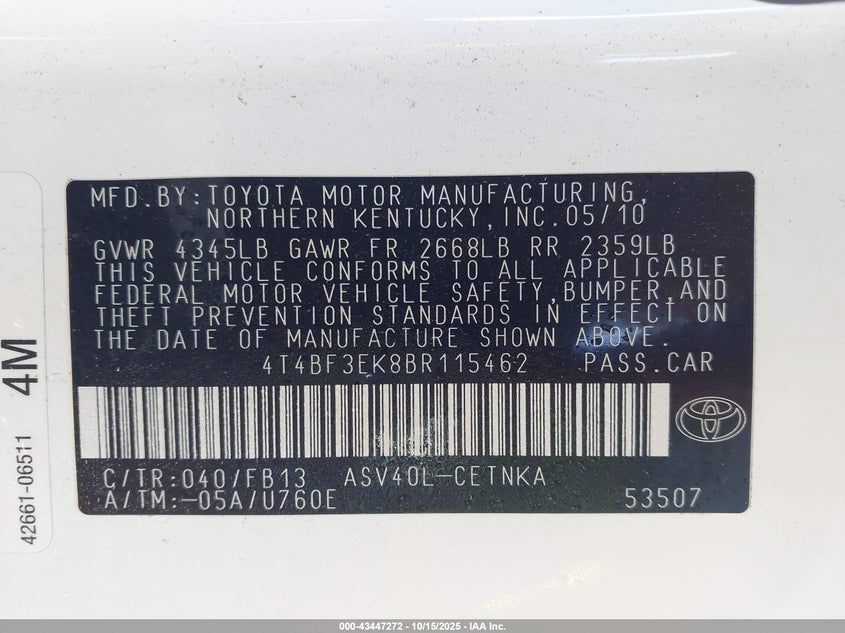 MFD.BY:TOYOTA MOTOR MANUFACTURING,
NORTHERN KENTUCKY,INC.05/10
GVWR 4345LB GAWR FR 2668LB RR 2359LB
THIS VEHICLE CONFORMS TO ALL APPLICABLE
FEDERAL MOTOR VEHICLE SAFETY,BUMPER,AND
THEFT PREVENTION STANDARDS IN EFFECT ON
THE DATE OF MANUFACTURE SHOWN ABOVE.
4T4BF3EK8BR115462 PASS.CAR
C/TR:040/FB13 ASV40L-CETNKA
A/TM:-05A/U760E 53507
42661-06511 4M
000-43447272 - 10/15/2025 - IAA Inc.